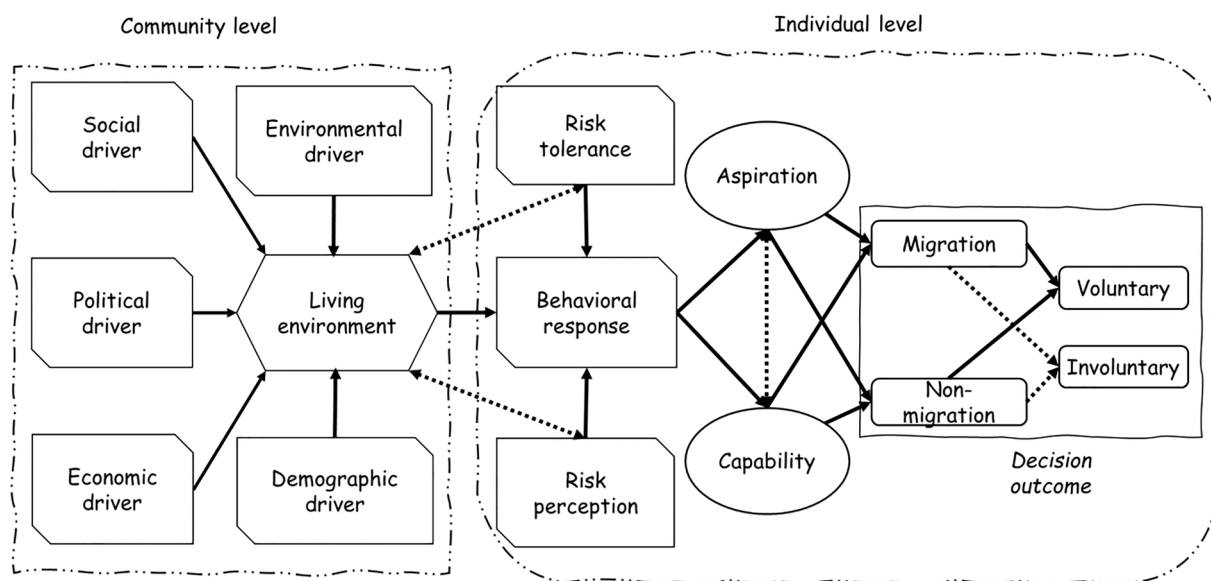 Community level
Individual level
Social
driver
Environmental
driver
Risk
tolerance
Aspiration
Migration
Political
driver
Living
environment
Behavioral
response
Voluntary
Involuntary
Non-
migration
Economic
driver
Demographic
driver
Risk
perception
Capability
Decision
outcome